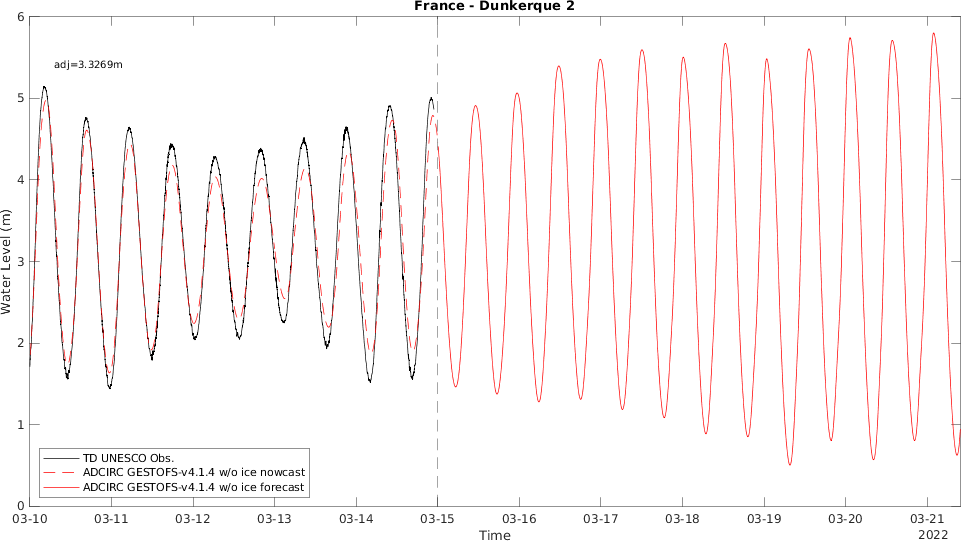 France - Dunkerque 2
adj=3.3269m
6
5
4
3
2
1
0
Water Level (m)
TD UNESCO Obs.
ADCIRC GESTOFS-v4.1.4 w/o ice nowcast
ADCIRC GESTOFS-v4.1.4 w/o ice forecast
03-10 03-11 03-12 03-13 03-14 03-15 03-16 03-17 03-18 03-19 03-20 03-21
Time
2022